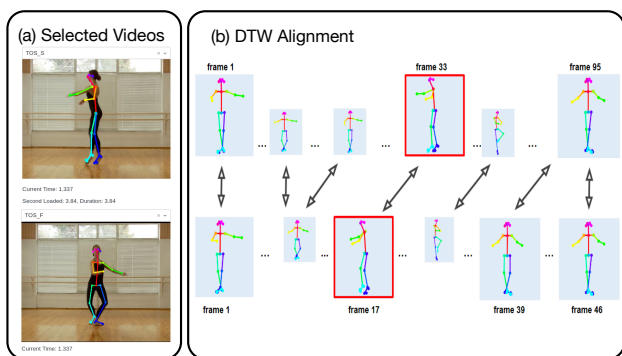 (a) Selected Videos
TOS_S
Current Time: 1.337
Second Loaded: 3.84, Duration: 3.84
TOS_F
Current Time: 1.337
(b) DTW Alignment
frame 1
frame 33
frame 95
... ... ... ... ...
... ... ... ... ...
frame 1
frame 17
frame 39
frame 46